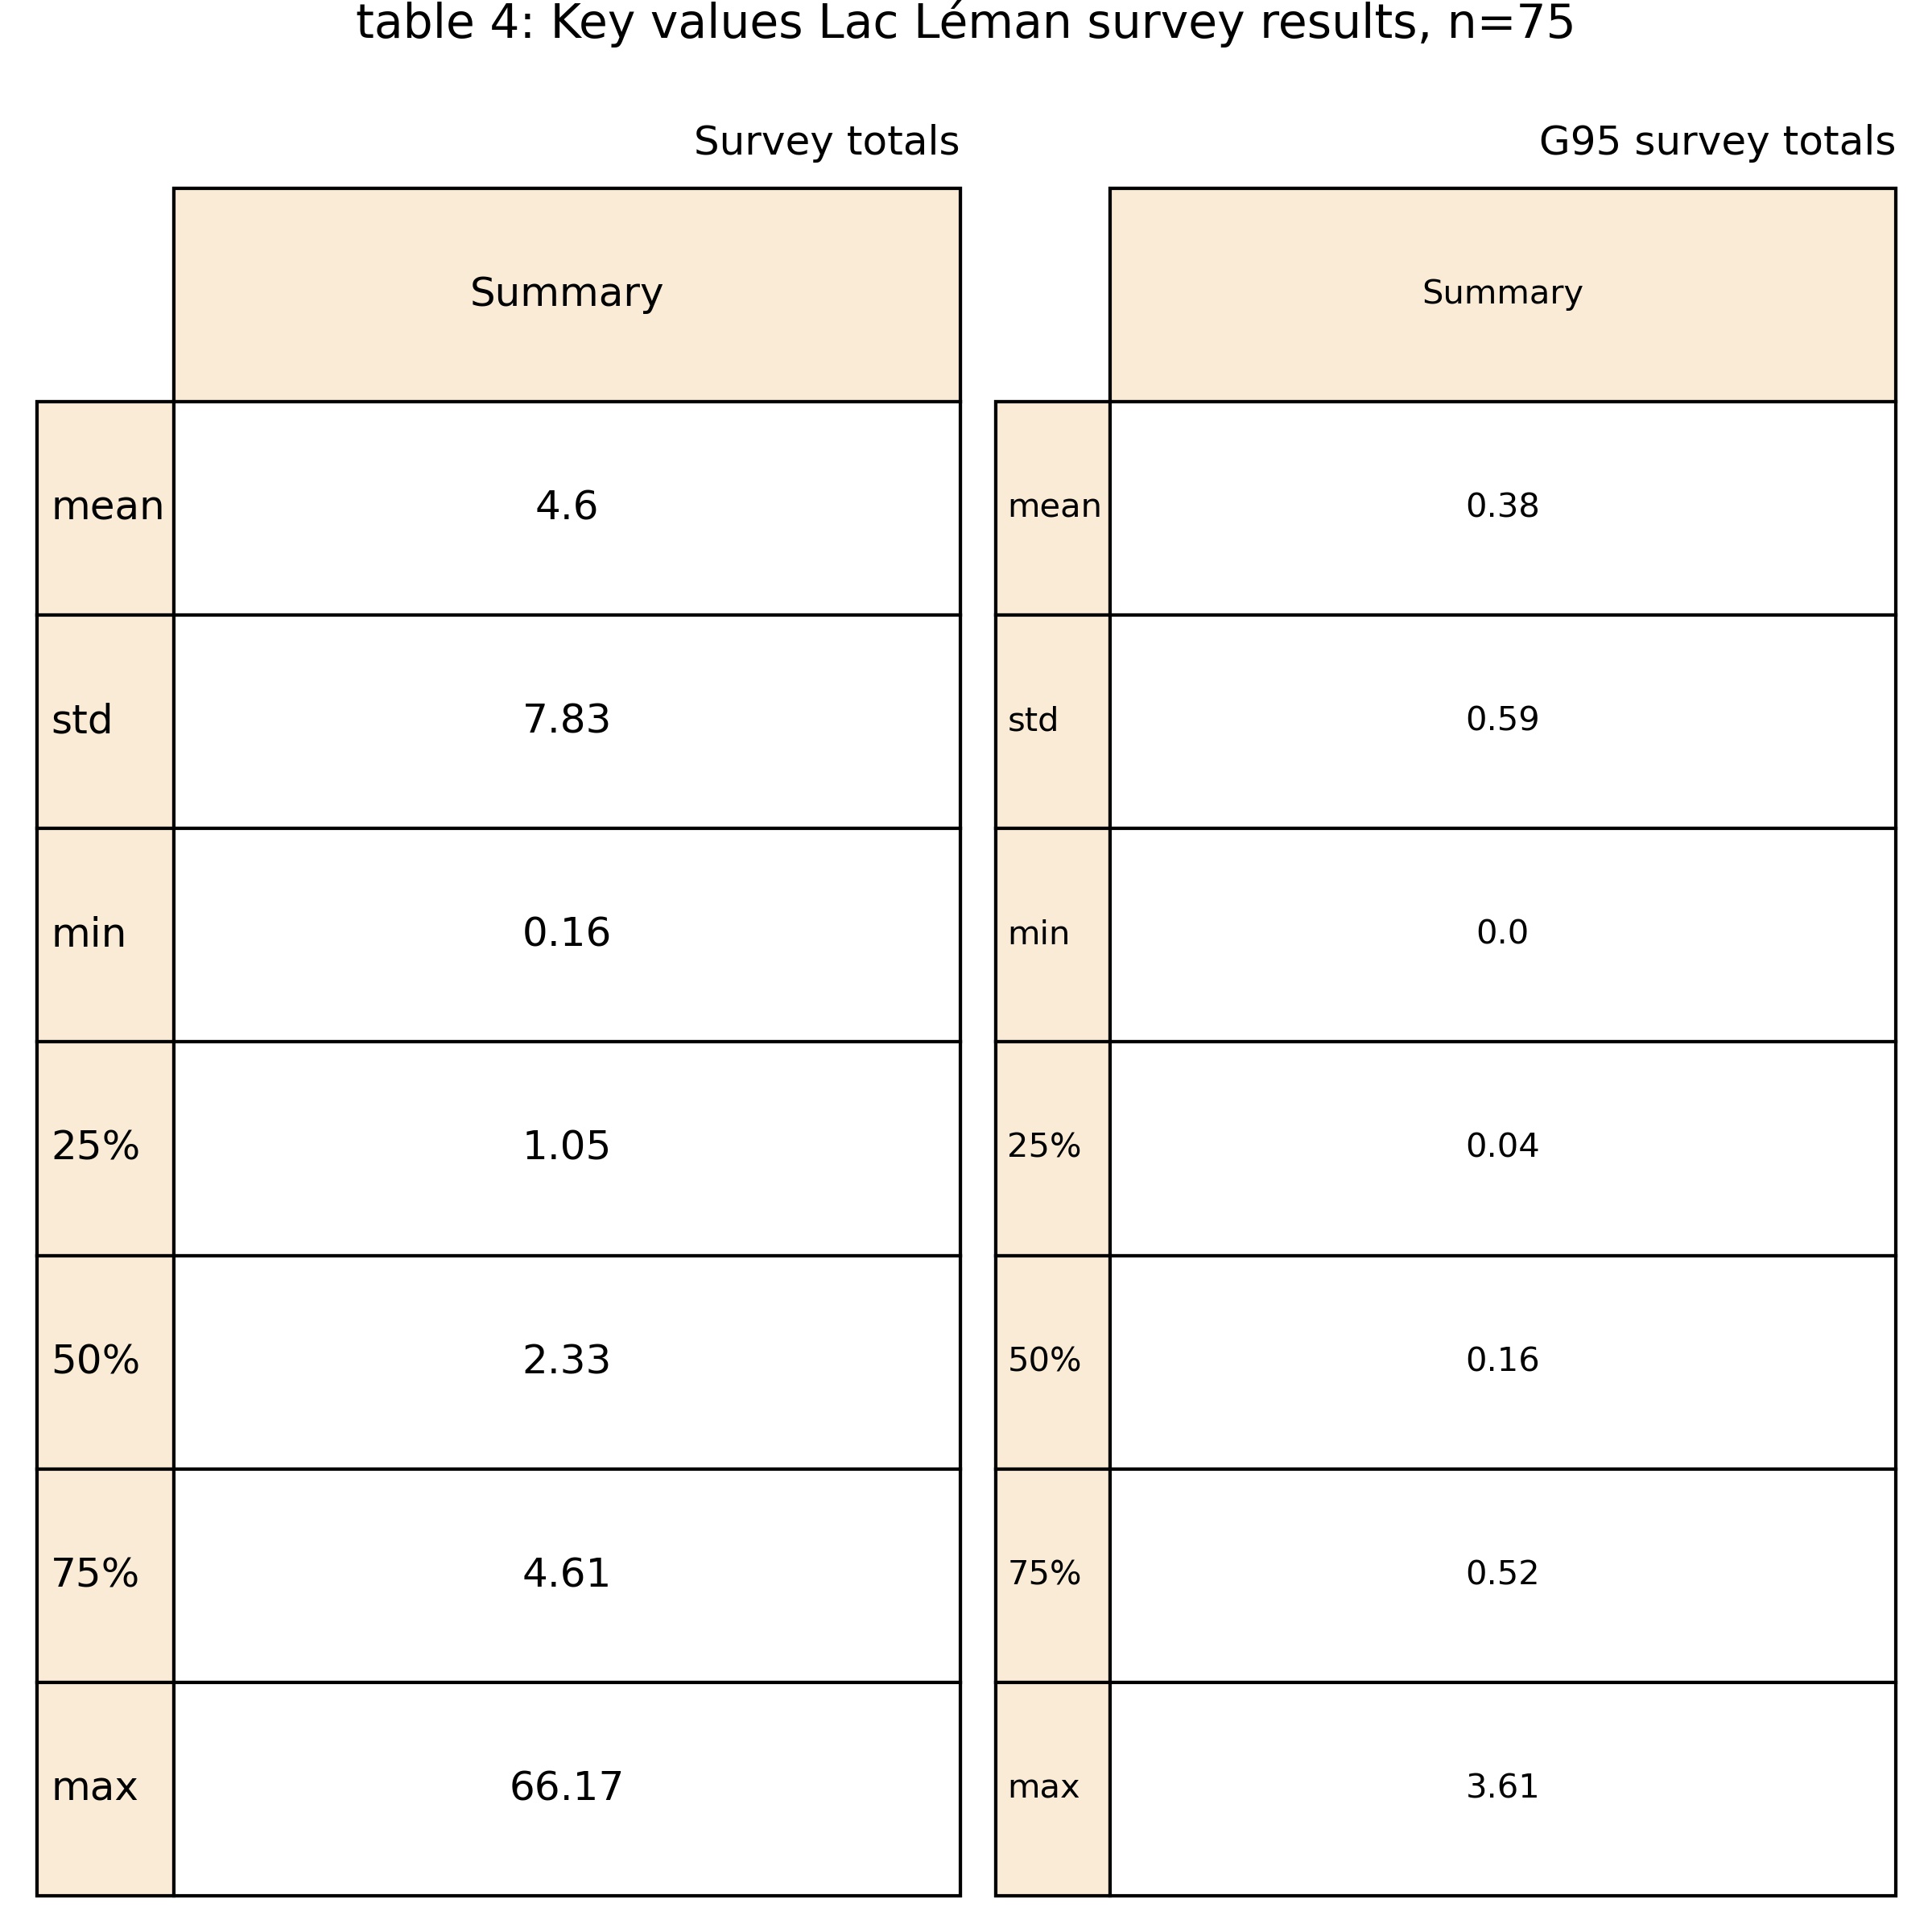 table 4: Key values Lac Léman survey results, n=75
Survey totals
Summary
mean 4.6
std 7.83
min 0.16
25% 1.05
50% 2.33
75% 4.61
max 66.17
G95 survey totals
Summary
mean 0.38
std 0.59
min 0.0
25% 0.04
50% 0.16
75% 0.52
max 3.61